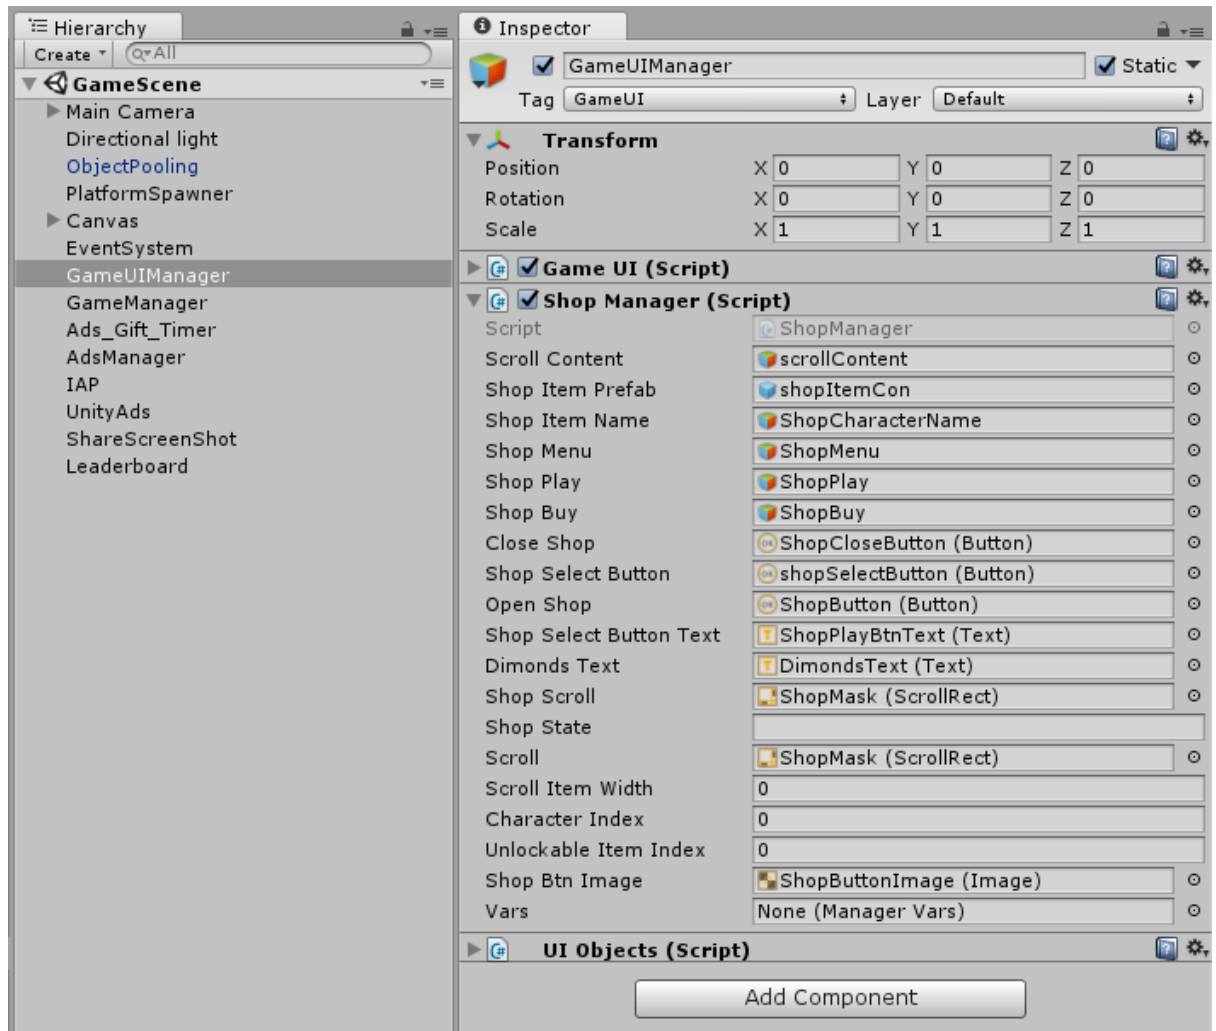 Hierarchy
Create
All
GameScene
Main Camera
Directional light
ObjectPooling
PlatformSpawner
Canvas
EventSystem
GameUIManager
GameManager
Ads_Gift_Timer
AdsManager
IAP
UnityAds
ShareScreenShot
Leaderboard
Inspector
GameUIManager Static
Tag GameUI Layer Default
Transform
Position X 0 Y 0 Z 0
Rotation X 0 Y 0 Z 0
Scale X 1 Y 1 Z 1
Game UI (Script)
Shop Manager (Script)
Script ShopManager
Scroll Content scrollContent
Shop Item Prefab shopItemCon
Shop Item Name ShopCharacterName
Shop Menu ShopMenu
Shop Play ShopPlay
Shop Buy ShopBuy
Close Shop ShopCloseButton (Button)
Shop Select Button shopSelectButton (Button)
Open Shop ShopButton (Button)
Shop Select Button Text ShopPlayBtnText (Text)
Dimonds Text DimondsText (Text)
Shop Scroll ShopMask (ScrollRect)
Shop State
Scroll ShopMask (ScrollRect)
Scroll Item Width 0
Character Index 0
Unlockable Item Index 0
Shop Btn Image ShopButtonImage (Image)
Vars None (Manager Vars)
UI Objects (Script)
Add Component